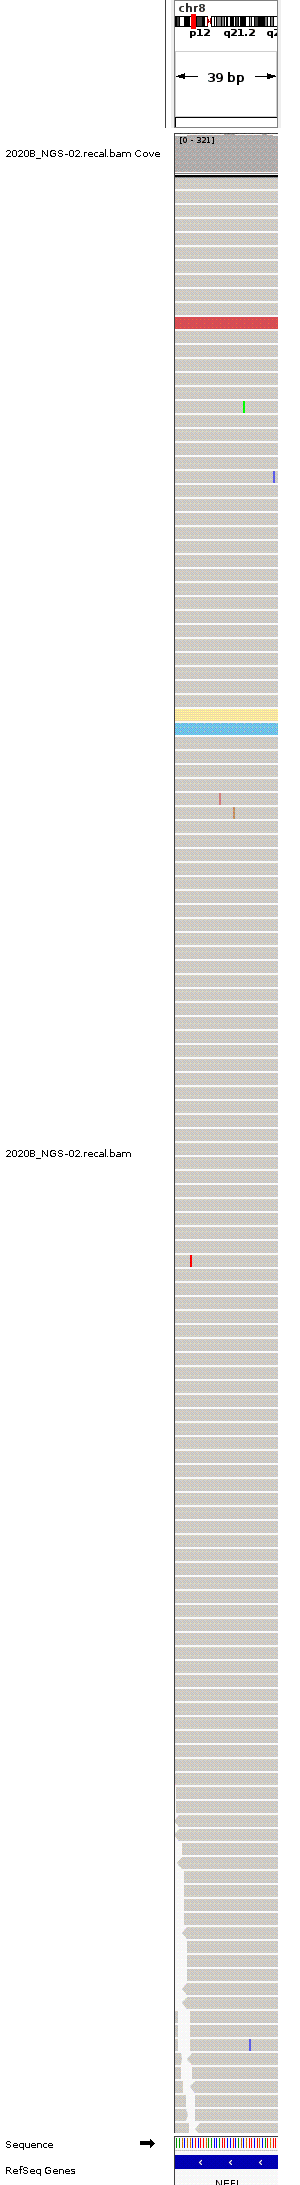 chr8
p12 q21.2 q2
39 bp
[0 - 321]
2020B_NGS-02.recal.bam Cove
2020B_NGS-02.recal.bam
Sequence
RefSeq Genes
NEFL